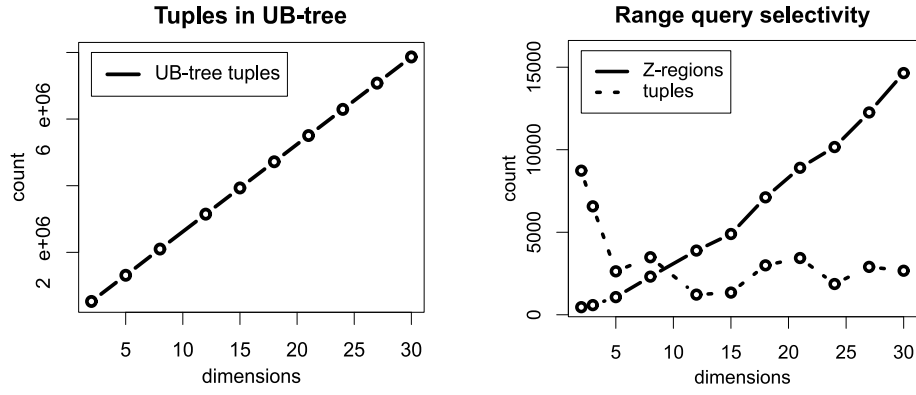 Tuples in UB-tree
UB-tree tuples
count
2 e+06
6 e+06
5 10 15 20 25 30
dimensions
Range query selectivity
Z-regions
tuples
count
0 5000 10000 15000
5 10 15 20 25 30
dimensions